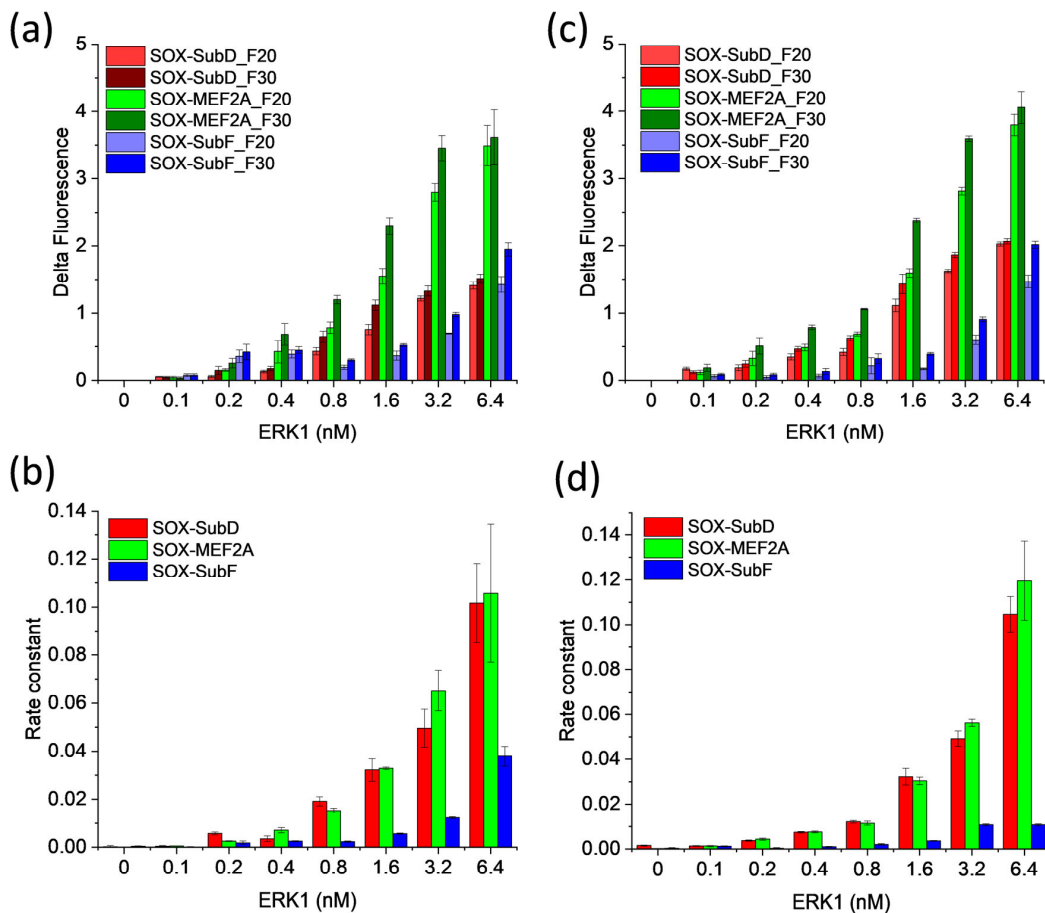 (a)
Delta Fluorescence
5
4
3
2
1
0
SOX-SubD_F20
SOX-SubD_F30
SOX-MEF2A_F20
SOX-MEF2A_F30
SOX-SubF_F20
SOX-SubF_F30
0 0.1 0.2 0.4 0.8 1.6 3.2 6.4
ERK1 (nM)
(c)
Delta Fluorescence
5
4
3
2
1
0
SOX-SubD_F20
SOX-SubD_F30
SOX-MEF2A_F20
SOX-MEF2A_F30
SOX-SubF_F20
SOX-SubF_F30
0 0.1 0.2 0.4 0.8 1.6 3.2 6.4
ERK1 (nM)
(b)
Rate constant
0.14
0.12
0.10
0.08
0.06
0.04
0.02
0.00
SOX-SubD
SOX-MEF2A
SOX-SubF
0 0.1 0.2 0.4 0.8 1.6 3.2 6.4
ERK1 (nM)
(d)
Rate constant
0.14
0.12
0.10
0.08
0.06
0.04
0.02
0.00
SOX-SubD
SOX-MEF2A
SOX-SubF
0 0.1 0.2 0.4 0.8 1.6 3.2 6.4
ERK1 (nM)